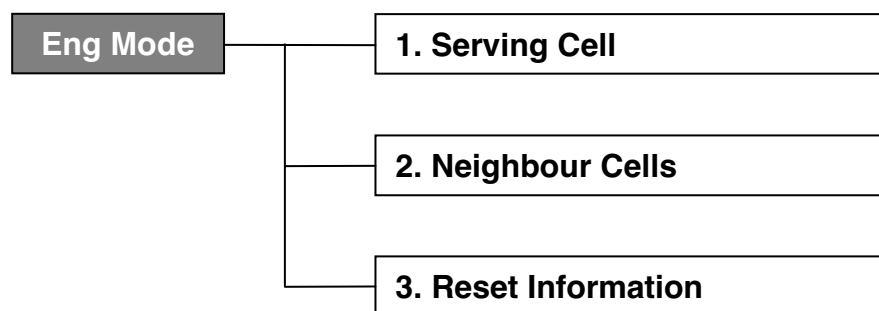 Eng Mode
1. Serving Cell
2. Neighbour Cells
3. Reset Information